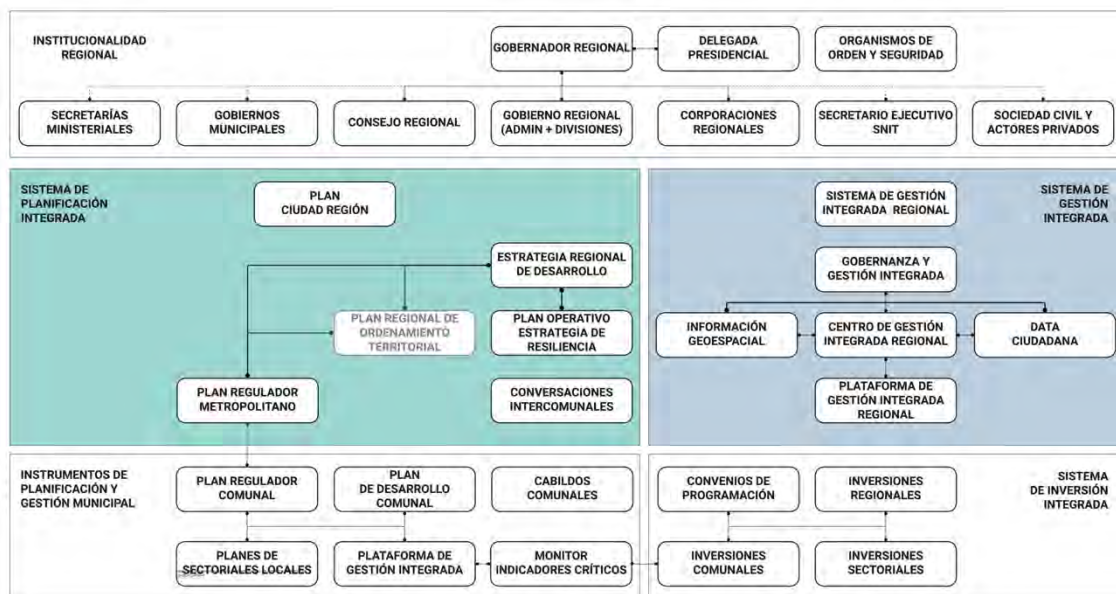 INSTITUCIONALIDAD
REGIONAL
GOBERNADOR REGIONAL
DELEGADA
PRESIDENCIAL
ORGANISMOS DE
ORDEN Y SEGURIDAD
SECRETARÍAS
MINISTERIALES
GOBIERNOS
MUNICIPALES
CONSEJO REGIONAL
GOBIERNO REGIONAL
(ADMIN + DIVISIONES)
CORPORACIONES
REGIONALES
SECRETARIO EJECUTIVO
SNIT
SOCIEDAD CIVIL Y
ACTORES PRIVADOS
SISTEMA DE
PLANIFICACIÓN
INTEGRADA
PLAN
CIUDAD REGIÓN
ESTRATEGIA REGIONAL
DE DESARROLLO
PLAN REGIONAL DE
ORDENAMIENTO
TERRITORIAL
PLAN OPERATIVO
ESTRATEGIA DE
RESILIENCIA
PLAN REGULADOR
METROPOLITANO
CONVERSACIONES
INTERCOMUNALES
SISTEMA DE GESTIÓN
INTEGRADA REGIONAL
SISTEMA DE
GESTIÓN
INTEGRADA
GOBERNANZA Y
GESTIÓN INTEGRADA
INFORMACIÓN
GEOESPACIAL
CENTRO DE GESTIÓN
INTEGRADA REGIONAL
DATA
CIUDADANA
PLATAFORMA DE
GESTIÓN INTEGRADA
REGIONAL
INSTRUMENTOS DE
PLANIFICACIÓN Y
GESTIÓN MUNICIPAL
PLAN REGULADOR
COMUNAL
PLAN
DE DESARROLLO
COMUNAL
CABILDOS
COMUNALES
PLANES DE
SECTORIALES LOCALES
PLATAFORMA DE
GESTIÓN INTEGRADA
MONITOR
INDICADORES CRÍTICOS
CONVENIOS DE
PROGRAMACIÓN
INVERSIONES
REGIONALES
SISTEMA
DE INVERSIÓN
INTEGRADA
INVERSIONES
COMUNALES
INVERSIONES
SECTORIALES